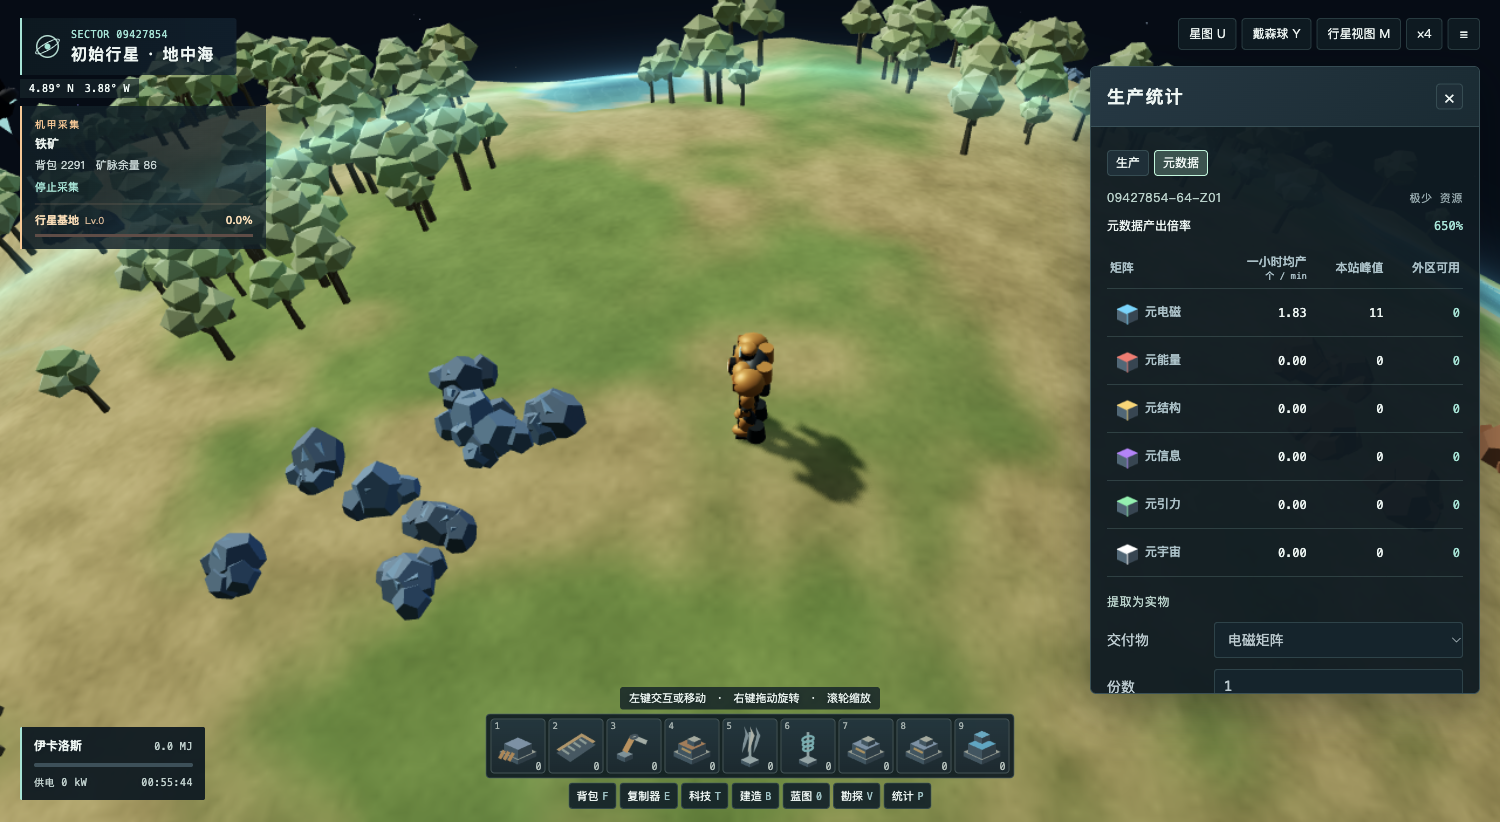 SECTOR 09427854
初始行星 · 地中海
4.89° N 3.88° W
机甲采集
铁矿
背包 2291 矿脉余量 86
停止采集
行星基地 Lv.0 0.0%
星图 U 戴森球 Y 行星视图 M x4 ≡
生产统计 ×
生产 元数据
09427854-64-Z01 极少 资源
元数据产出倍率 650%
矩阵 一小时均产 个 / min 本站峰值 外区可用
元电磁 1.83 11 0
元能量 0.00 0 0
元结构 0.00 0 0
元信息 0.00 0 0
元引力 0.00 0 0
元宇宙 0.00 0 0
提取为实物
交付物 电磁矩阵
份数 1
左键交互或移动 · 右键拖动旋转 · 滚轮缩放
1 2 3 4 5 6 7 8 9
0 0 0 0 0 0 0 0 0
背包 F 复制器 E 科技 T 建造 B 蓝图 0 勘探 V 统计 P
伊卡洛斯 0.0 MJ
供电 0 kW 00:55:44